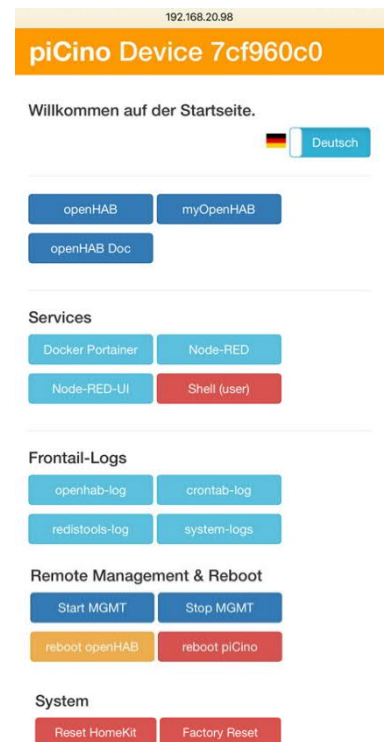 192.168.20.98
piCino Device 7cf960c0
Willkommen auf der Startseite.
Deutsch
openHAB myOpenHAB
openHAB Doc
Services
Docker Portainer Node-RED
Node-RED-UI Shell (user)
Frontail-Logs
openhab-log crontab-log
redistools-log system-logs
Remote Management & Reboot
Start MGMT Stop MGMT
reboot openHAB reboot piCino
System
Reset HomeKit Factory Reset